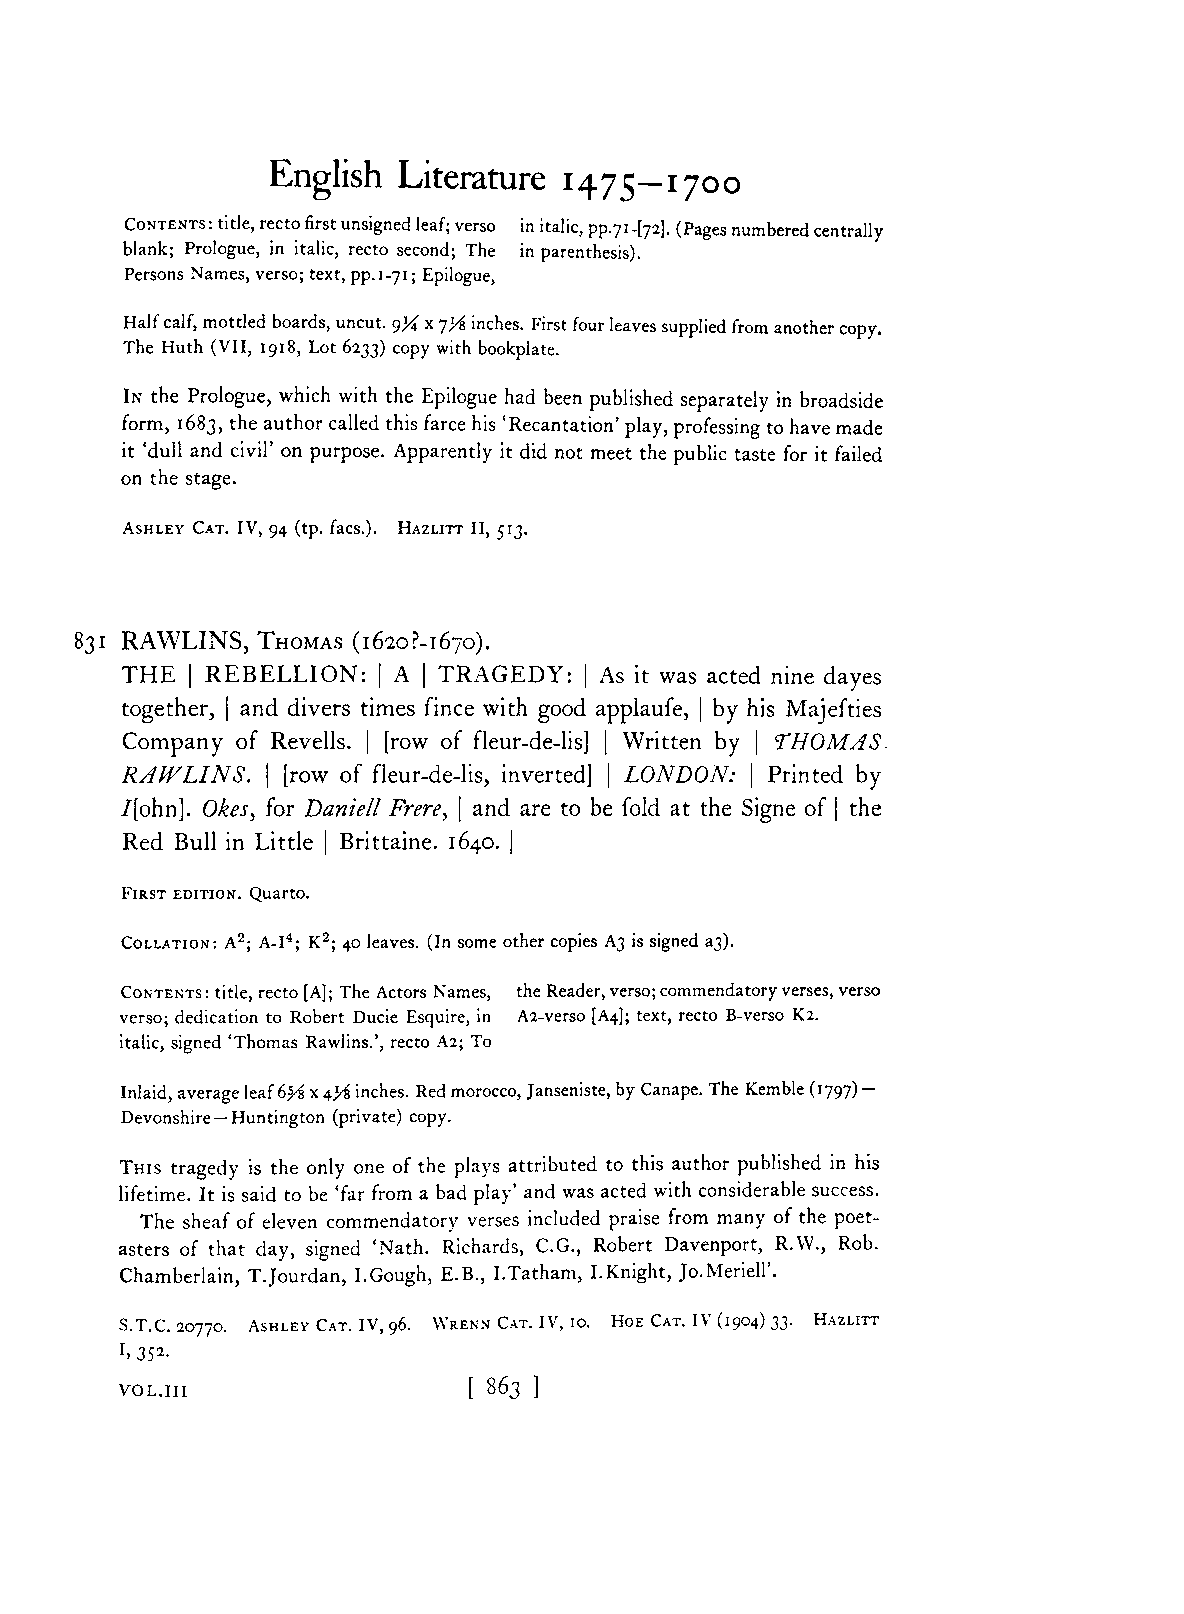 English Literature 1475—1700
CONTENTS: title, recto first unsigned leaf; verso
blank; Prologue, in italic, recto second; The
Persons Names, verso; text, pp.1-71; Epilogue,
in italic, pp.71-[72]. (Pages numbered centrally
in parenthesis).
Half calf, mottled boards, uncut. 9¼ x 7⅛ inches. First four leaves supplied from another copy.
The Huth (VII, 1918, Lot 6233) copy with bookplate.
IN the Prologue, which with the Epilogue had been published separately in broadside
form, 1683, the author called this farce his ‘Recantation’ play, professing to have made
it ‘dull and civil’ on purpose. Apparently it did not meet the public taste for it failed
on the stage.
ASHLEY CAT. IV, 94 (tp. facs.). HAZLITT II, 513.
831 RAWLINS, THOMAS (1620?-1670).
THE | REBELLION: | A | TRAGEDY: | As it was acted nine dayes
together, | and divers times ſince with good applauſe, | by his Majeſties
Company of Revells. | [row of fleur-de-lis] | Written by | THOMAS.
RAWLINS. | [row of fleur-de-lis, inverted] | LONDON: | Printed by
I[ohn]. Okes, for Daniell Frere, | and are to be ſold at the Signe of | the
Red Bull in Little | Brittaine. 1640. |
FIRST EDITION. Quarto.
COLLATION: A²; A-I⁴; K²; 40 leaves. (In some other copies A3 is signed a3).
CONTENTS: title, recto [A]; The Actors Names,
verso; dedication to Robert Ducie Esquire, in
italic, signed ‘Thomas Rawlins.’, recto A2; To
the Reader, verso; commendatory verses, verso
A2-verso [A4]; text, recto B-verso K2.
Inlaid, average leaf 6⅝ x 4⅛ inches. Red morocco, Janseniste, by Canape. The Kemble (1797) —
Devonshire — Huntington (private) copy.
THIS tragedy is the only one of the plays attributed to this author published in his
lifetime. It is said to be ‘far from a bad play’ and was acted with considerable success.
The sheaf of eleven commendatory verses included praise from many of the poet-
asters of that day, signed ‘Nath. Richards, C.G., Robert Davenport, R.W., Rob.
Chamberlain, T.Jourdan, I.Gough, E.B., I.Tatham, I.Knight, Jo.Meriell’.
S.T.C. 20770. ASHLEY CAT. IV, 96. WRENN CAT. IV, 10. HOE CAT. IV (1904) 33. HAZLITT
I, 352.
VOL.III [ 863 ]